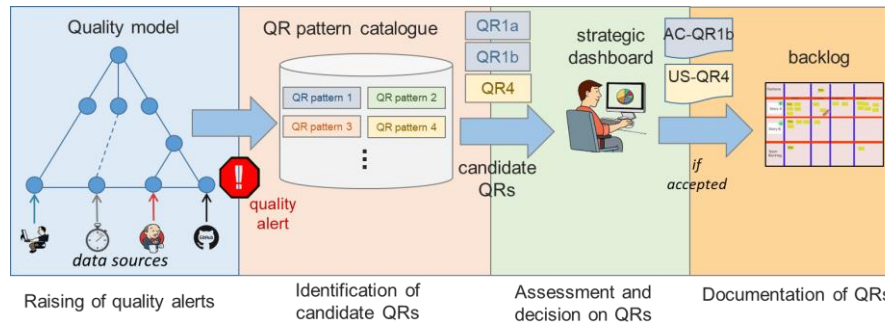 Quality model
data sources
Raising of quality alerts
quality
alert
QR pattern catalogue
QR pattern 1
QR pattern 2
QR pattern 3
QR pattern 4
Identification of
candidate QRs
QR1a
QR1b
QR4
candidate
QRs
strategic
dashboard
Assessment and
decision on QRs
AC-QR1b
US-QR4
if
accepted
backlog
Documentation of QRs